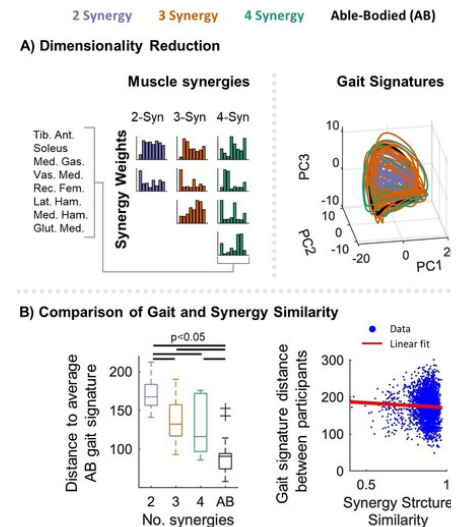 2 Synergy 3 Synergy 4 Synergy Able-Bodied (AB)
A) Dimensionality Reduction
Muscle synergies
2-Syn 3-Syn 4-Syn
Synergy Weights
Tib. Ant.
Soleus
Med. Gas.
Vas. Med.
Rec. Fem.
Lat. Ham.
Med. Ham.
Glut. Med.
Gait Signatures
PC3
10
0
-10
PC2
10
0
-10
-20
0
20
PC1
B) Comparison of Gait and Synergy Similarity
p<0.05
Distance to average
AB gait signature
200
150
100
2 3 4 AB
No. synergies
Data
Linear fit
Gait signature distance
between participants
300
200
100
0
0.5 1
Synergy Strcture
Similarity